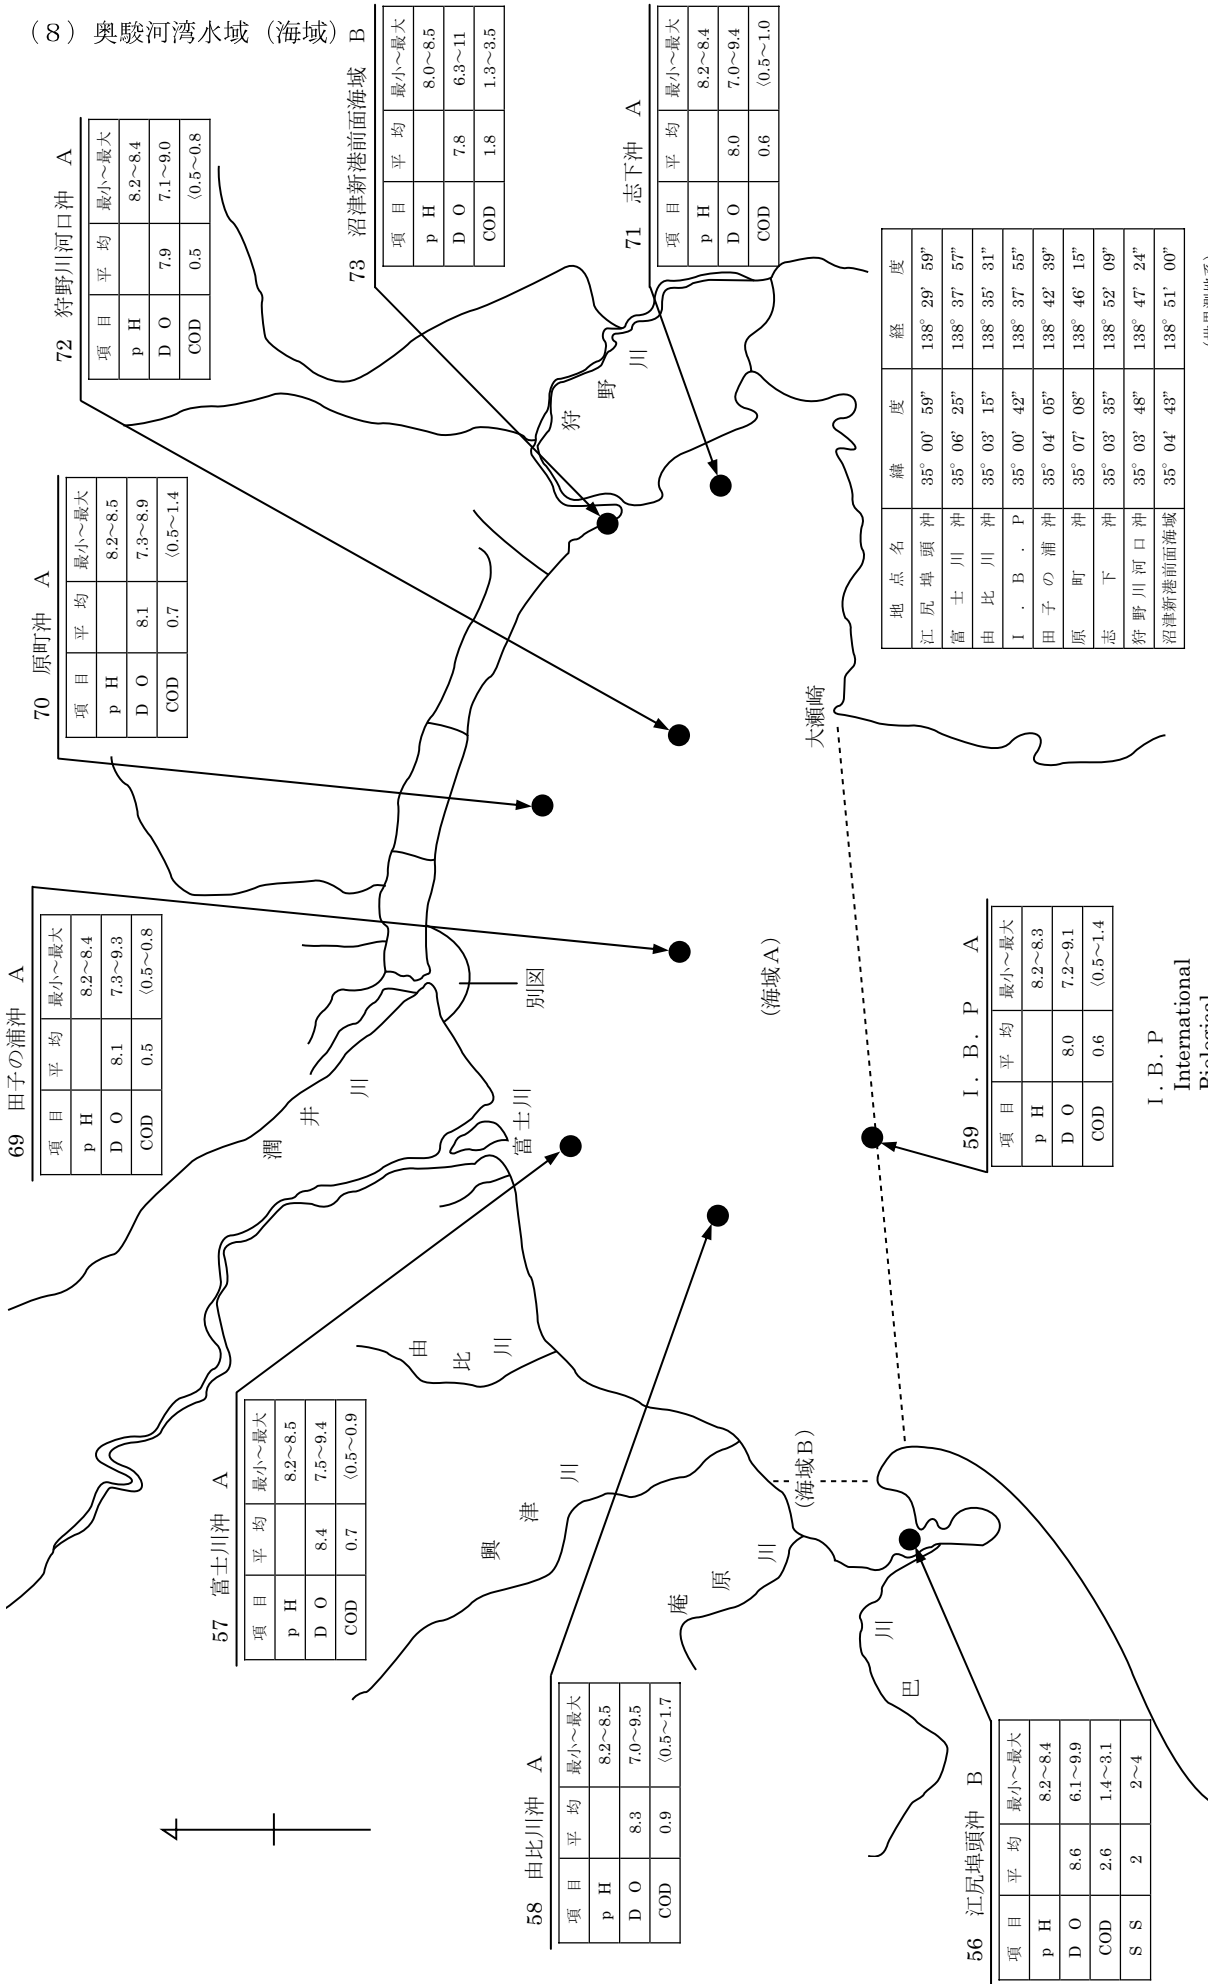 (8) 奥駿河湾水域 (海域)
69 田子の浦沖 A
項 目 平 均 最小～最大
p H 8.2～8.4
D O 8.1 7.3～9.3
COD 0.5 〈0.5～0.8
70 原町沖 A
項 目 平 均 最小～最大
p H 8.2～8.5
D O 8.1 7.3～8.9
COD 0.7 〈0.5～1.4
72 狩野川河口沖 A
項 目 平 均 最小～最大
p H 8.2～8.4
D O 7.9 7.1～9.0
COD 0.5 〈0.5～0.8
73 沼津新港前面海域 B
項 目 平 均 最小～最大
p H 8.0～8.5
D O 7.8 6.3～11
COD 1.8 1.3～3.5
71 志下沖 A
項 目 平 均 最小～最大
p H 8.2～8.4
D O 8.0 7.0～9.4
COD 0.6 〈0.5～1.0
57 富士川沖 A
項 目 平 均 最小～最大
p H 8.2～8.5
D O 8.4 7.5～9.4
COD 0.7 〈0.5～0.9
58 由比川沖 A
項 目 平 均 最小～最大
p H 8.2～8.5
D O 8.3 7.0～9.5
COD 0.9 〈0.5～1.7
56 江尻埠頭沖 B
項 目 平 均 最小～最大
p H 8.2～8.4
D O 8.6 6.1～9.9
COD 2.6 1.4～3.1
S S 2 2～4
59 I. B. P A
項 目 平 均 最小～最大
p H 8.2～8.3
D O 8.0 7.2～9.1
COD 0.6 〈0.5～1.4
I. B. P
International
潤井川
富士川
由比川
興津川
庵原川
巴川
狩野川
別図
(海域A)
(海域B)
大瀬崎
地 点 名 緯 度 経 度
江尻埠頭沖 35° 00' 59" 138° 29' 59"
富士川沖 35° 06' 25" 138° 37' 57"
由比川沖 35° 03' 15" 138° 35' 31"
I . B . P 35° 00' 42" 138° 37' 55"
田子の浦沖 35° 04' 05" 138° 42' 39"
原町沖 35° 07' 08" 138° 46' 15"
志下沖 35° 03' 35" 138° 52' 09"
狩野川河口沖 35° 03' 48" 138° 47' 24"
沼津新港前面海域 35° 04' 43" 138° 51' 00"